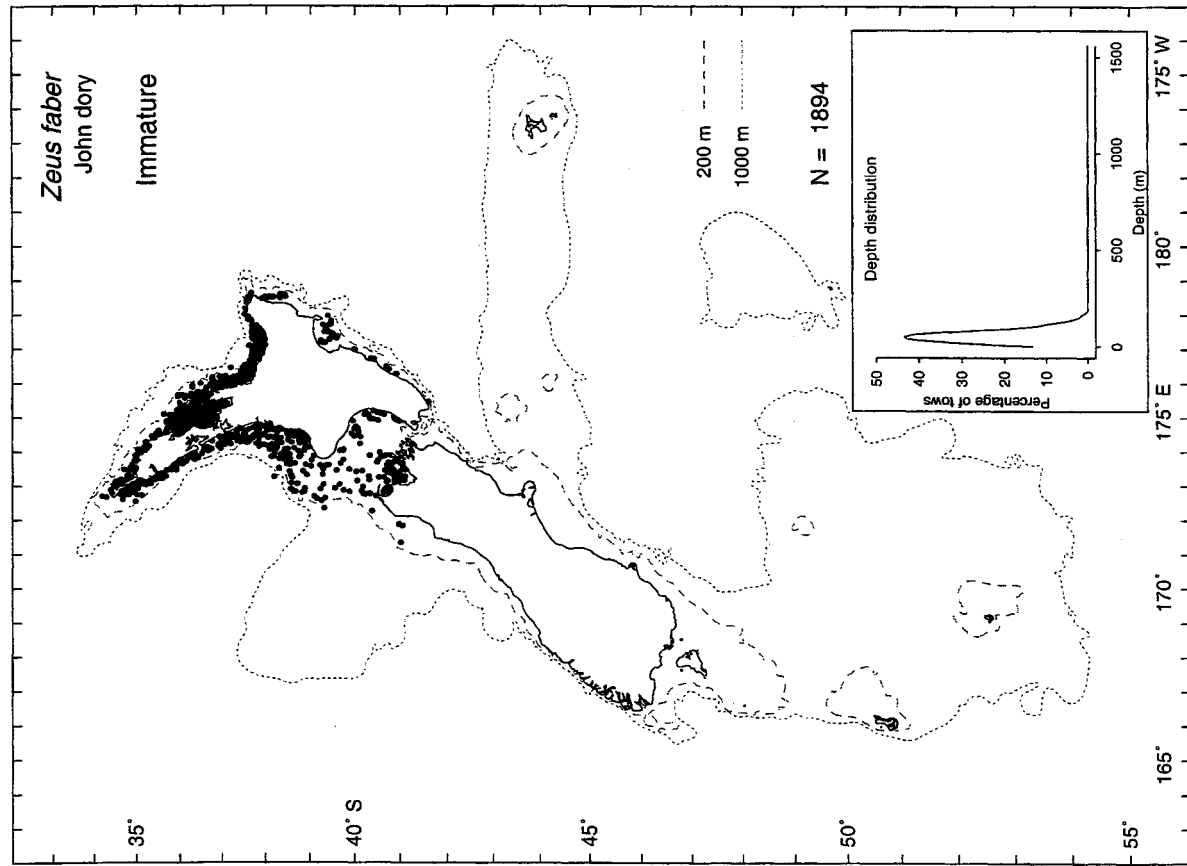 Zeus faber
John dory
Immature
35°
40° S
45°
50°
55°
165°
170°
175° E
180°
175° W
200 m
1000 m
N = 1894
Depth distribution
Percentage of tows
50
40
30
20
10
0
0
500
1000
1500
Depth (m)